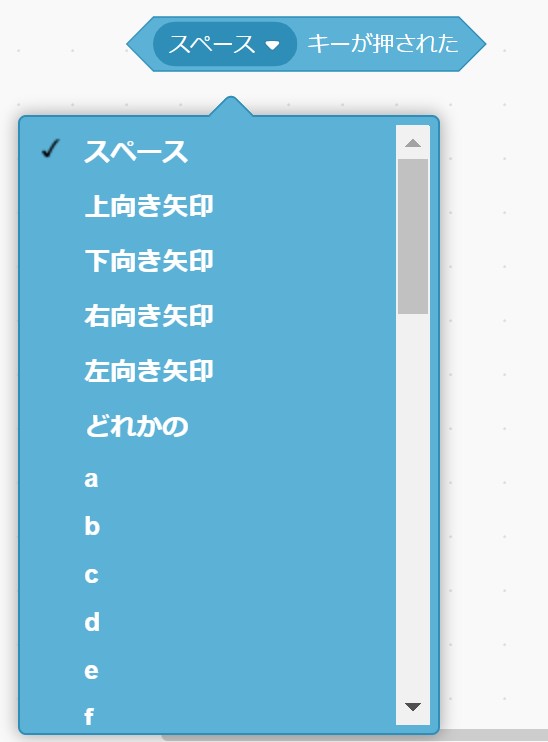 スペース キーが押された
スペース
上向き矢印
下向き矢印
右向き矢印
左向き矢印
どれかの
a
b
c
d
e
f